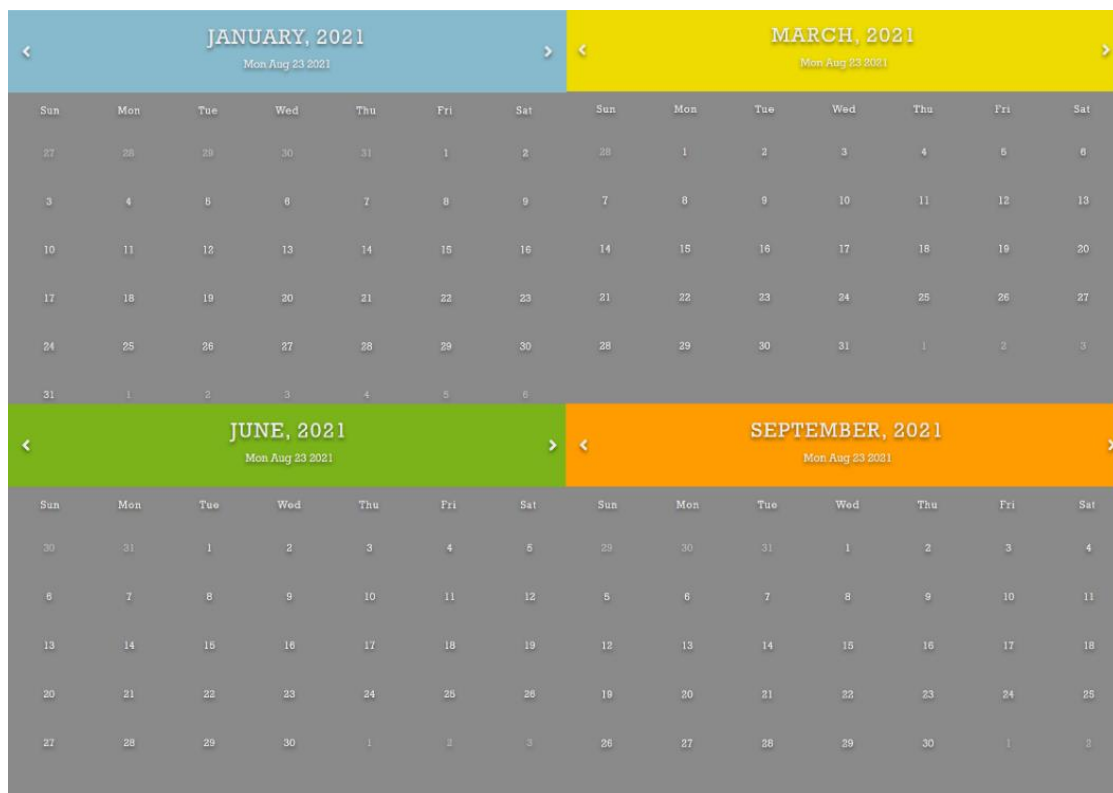 JANUARY, 2021
Mon Aug 23 2021
Sun Mon Tue Wed Thu Fri Sat
27 28 29 30 31 1 2
3 4 5 6 7 8 9
10 11 12 13 14 15 16
17 18 19 20 21 22 23
24 25 26 27 28 29 30
31 1 2 3 4 5 6
MARCH, 2021
Mon Aug 23 2021
Sun Mon Tue Wed Thu Fri Sat
28 1 2 3 4 5 6
7 8 9 10 11 12 13
14 15 16 17 18 19 20
21 22 23 24 25 26 27
28 29 30 31 1 2 3
JUNE, 2021
Mon Aug 23 2021
Sun Mon Tue Wed Thu Fri Sat
30 31 1 2 3 4 5
6 7 8 9 10 11 12
13 14 15 16 17 18 19
20 21 22 23 24 25 26
27 28 29 30 1 2 3
SEPTEMBER, 2021
Mon Aug 23 2021
Sun Mon Tue Wed Thu Fri Sat
29 30 31 1 2 3 4
5 6 7 8 9 10 11
12 13 14 15 16 17 18
19 20 21 22 23 24 25
26 27 28 29 30 1 2